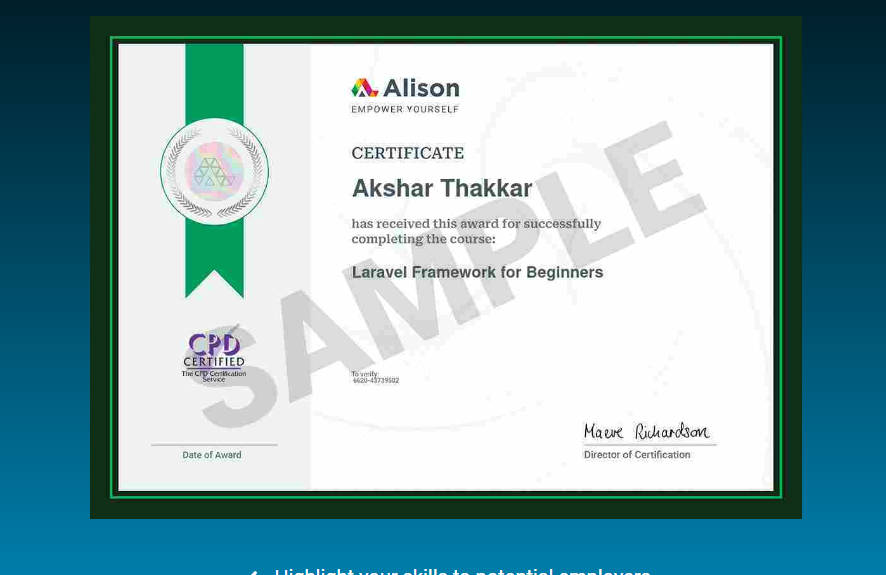 Alison
EMPOWER YOURSELF
CERTIFICATE
Akshar Thakkar
has received this award for successfully
completing the course:
Laravel Framework for Beginners
SAMPLE
CPD
CERTIFIED
The CPD Certification
Service
To verify:
6620-43739502
Maeve Richardson
Date of Award
Director of Certification
Highlight your skills to potential employers